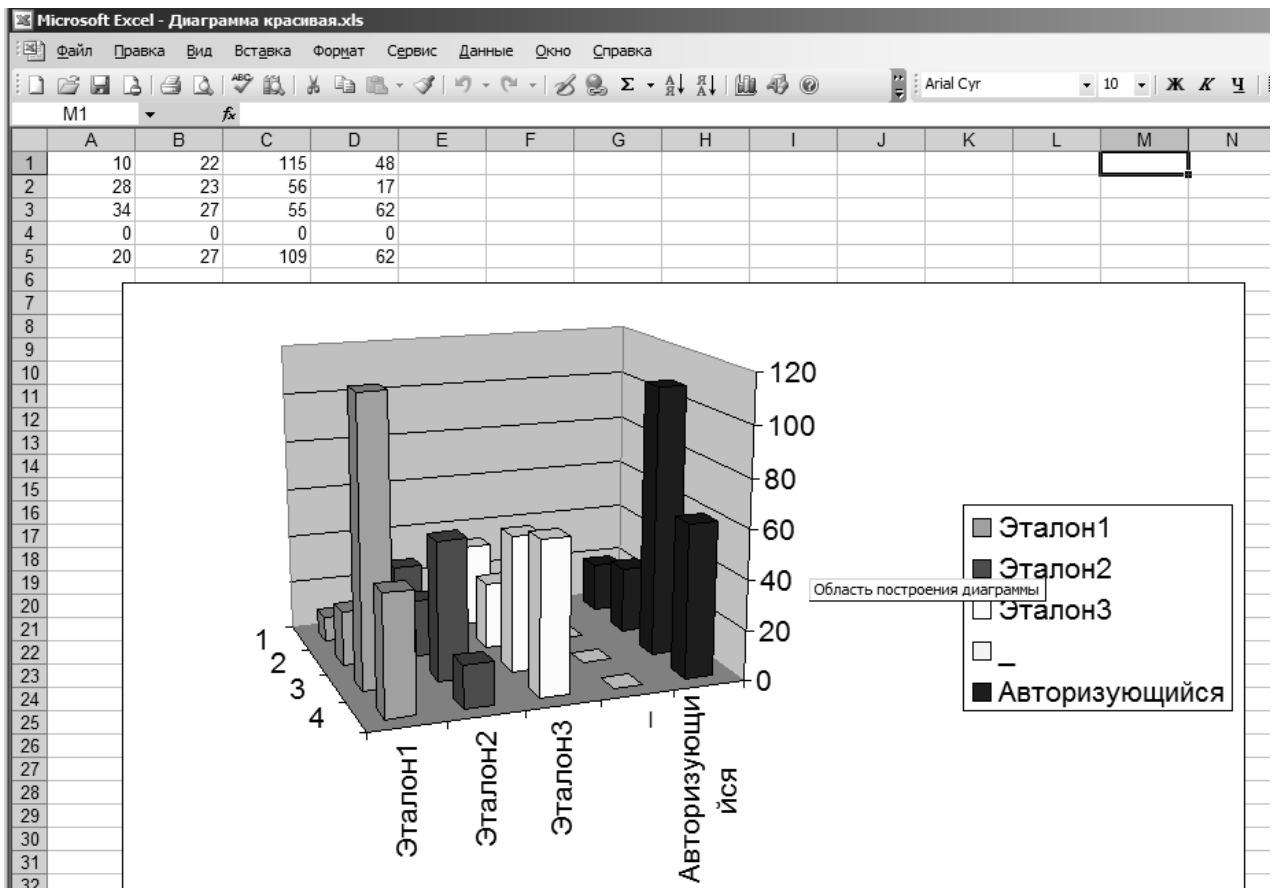 Microsoft Excel - Диаграмма красивая.xls
Файл Правка Вид Вставка Формат Сервис Данные Окно Справка
Arial Cyr 10 Ж К Ч
M1 fx
A B C D E F G H I J K L M N
1 10 22 115 48
2 28 23 56 17
3 34 27 55 62
4 0 0 0 0
5 20 27 109 62
6
7
8
9
10
11
12
13
14
15
16
17
18
19
20
21
22
23
24
25
26
27
28
29
30
31
32
120
100
80
60
40
20
0
1
2
3
4
Эталон1
Эталон2
Эталон3
_
Авторизующи
йся
Область построения диаграммы
Эталон1
Эталон2
Эталон3
_
Авторизующийся